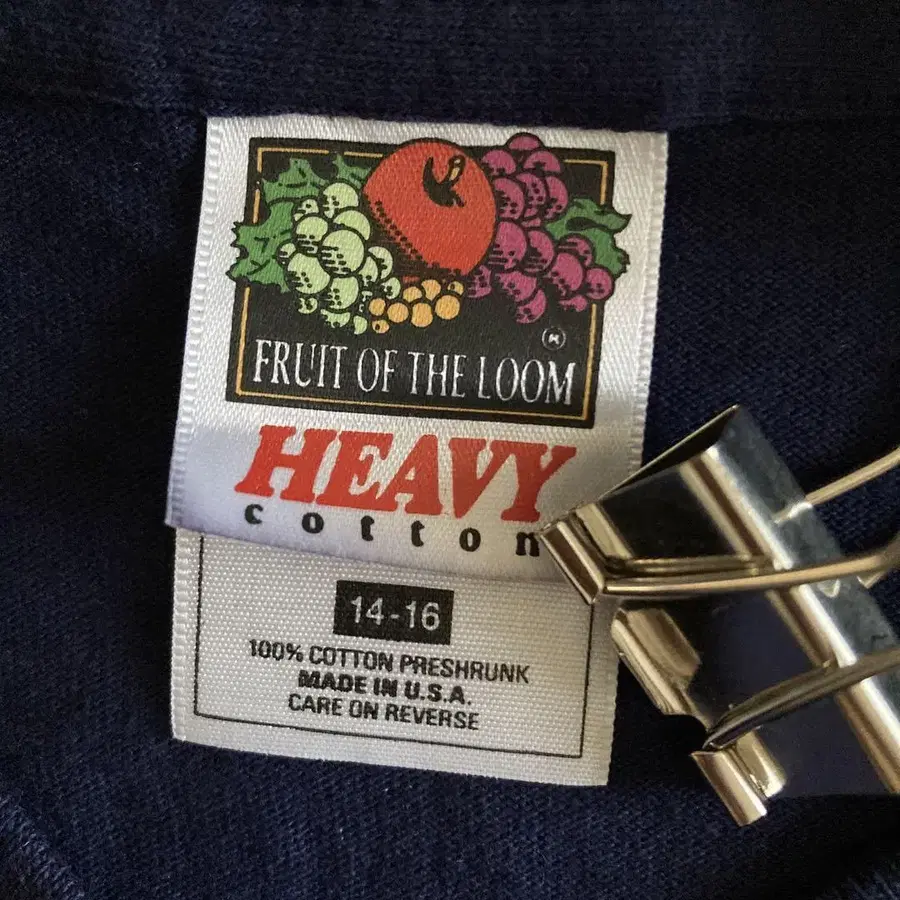 FRUIT OF THE LOOM
HEAVY
cotton
14-16
100% COTTON PRESHRUNK
MADE IN U.S.A.
CARE ON REVERSE